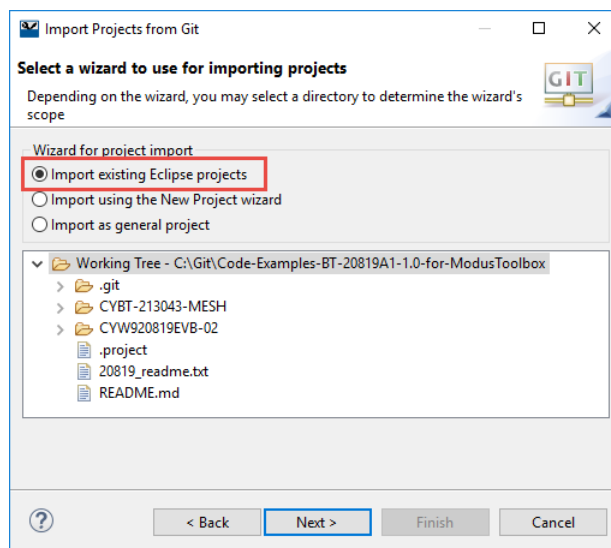 Import Projects from Git
Select a wizard to use for importing projects
Depending on the wizard, you may select a directory to determine the wizard's
scope
GIT
Wizard for project import
Import existing Eclipse projects
Import using the New Project wizard
Import as general project
Working Tree - C:\Git\Code-Examples-BT-20819A1-1.0-for-ModusToolbox
.git
CYBT-213043-MESH
CYW920819EVB-02
.project
20819_readme.txt
README.md
? < Back Next > Finish Cancel